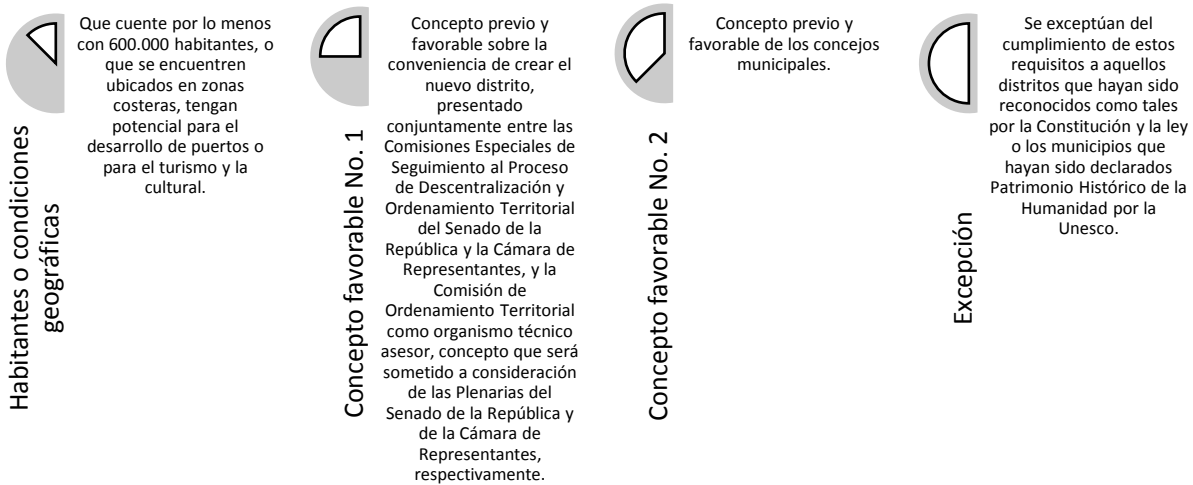 Habitantes o condiciones
geográficas
Que cuente por lo menos
con 600.000 habitantes, o
que se encuentren
ubicados en zonas
costeras, tengan
potencial para el
desarrollo de puertos o
para el turismo y la
cultural.
Concepto favorable No. 1
Concepto previo y
favorable sobre la
conveniencia de crear el
nuevo distrito,
presentado
conjuntamente entre las
Comisiones Especiales de
Seguimiento al Proceso
de Descentralización y
Ordenamiento Territorial
del Senado de la
República y la Cámara de
Representantes, y la
Comisión de
Ordenamiento Territorial
como organismo técnico
asesor, concepto que será
sometido a consideración
de las Plenarias del
Senado de la República y
de la Cámara de
Representantes,
respectivamente.
Concepto favorable No. 2
Concepto previo y
favorable de los concejos
municipales.
Excepción
Se exceptúan del
cumplimiento de estos
requisitos a aquellos
distritos que hayan sido
reconocidos como tales
por la Constitución y la ley
o los municipios que
hayan sido declarados
Patrimonio Histórico de la
Humanidad por la
Unesco.